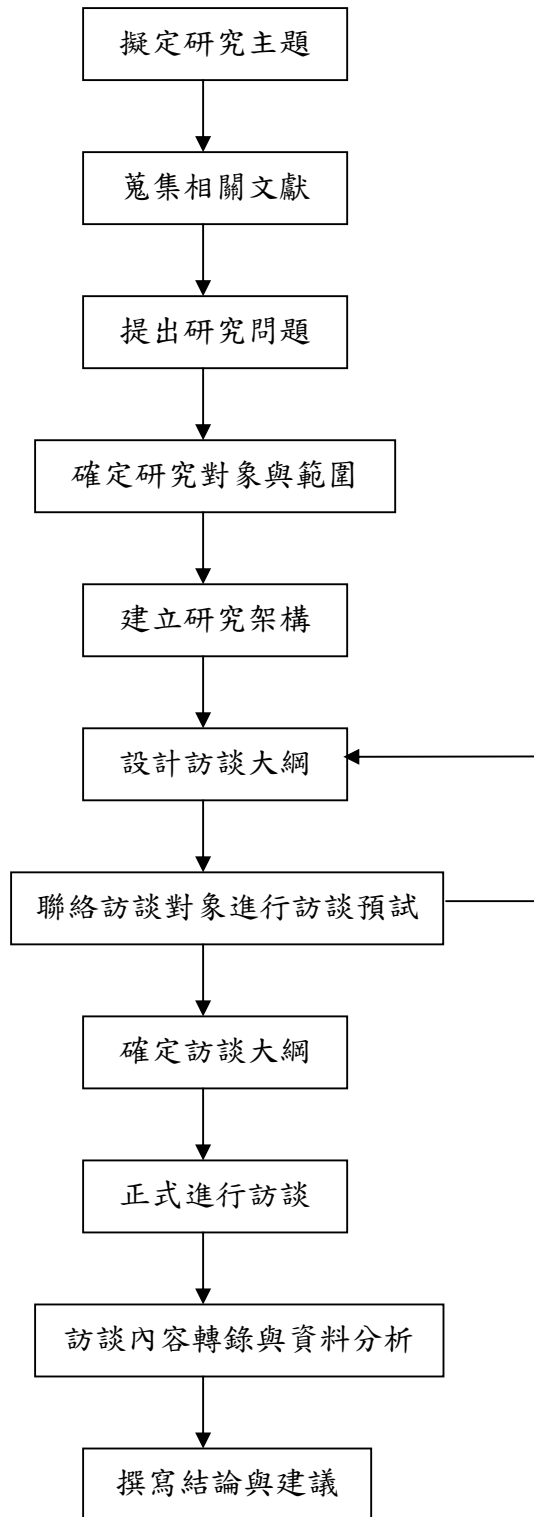 擬定研究主題
蒐集相關文獻
提出研究問題
確定研究對象與範圍
建立研究架構
設計訪談大綱
聯絡訪談對象進行訪談預試
確定訪談大綱
正式進行訪談
訪談內容轉錄與資料分析
撰寫結論與建議